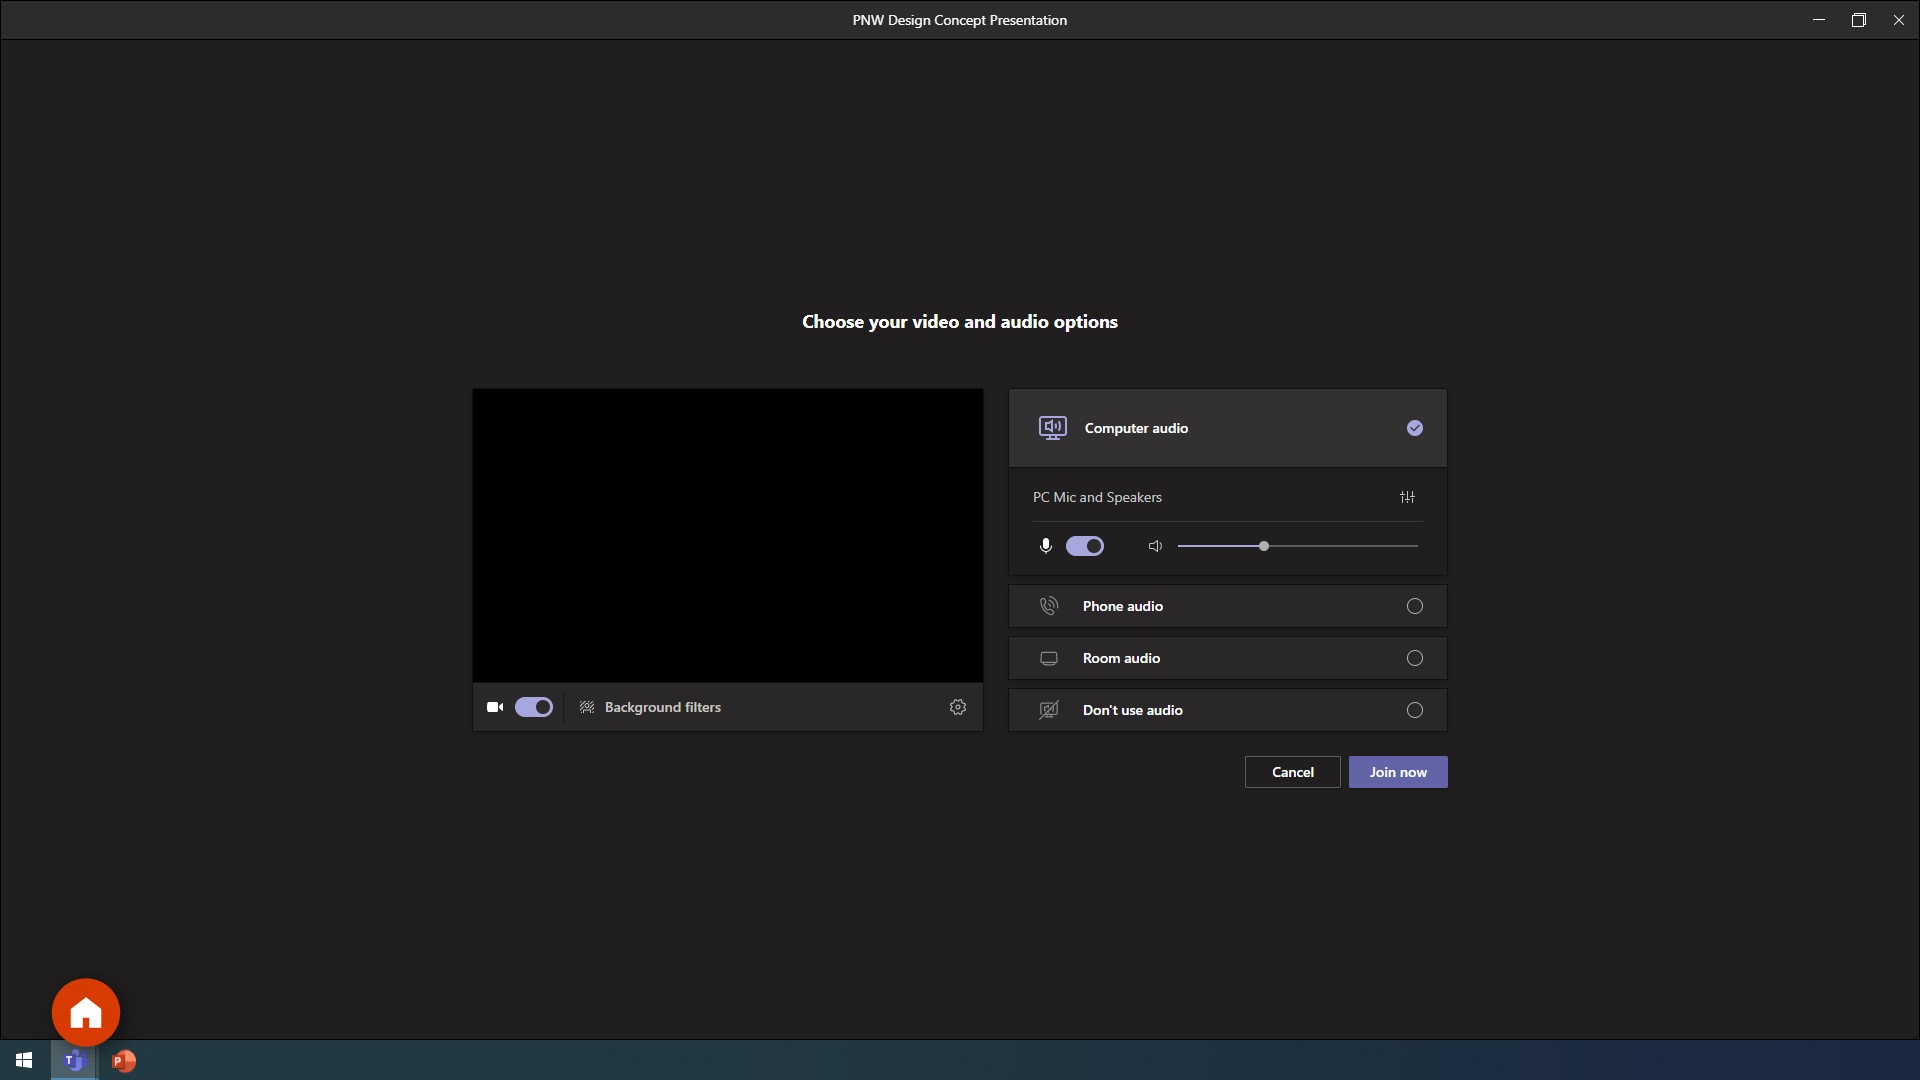 PNW Design Concept Presentation
Choose your video and audio options
Computer audio
PC Mic and Speakers
Phone audio
Room audio
Don't use audio
Background filters
Cancel
Join now
T
P